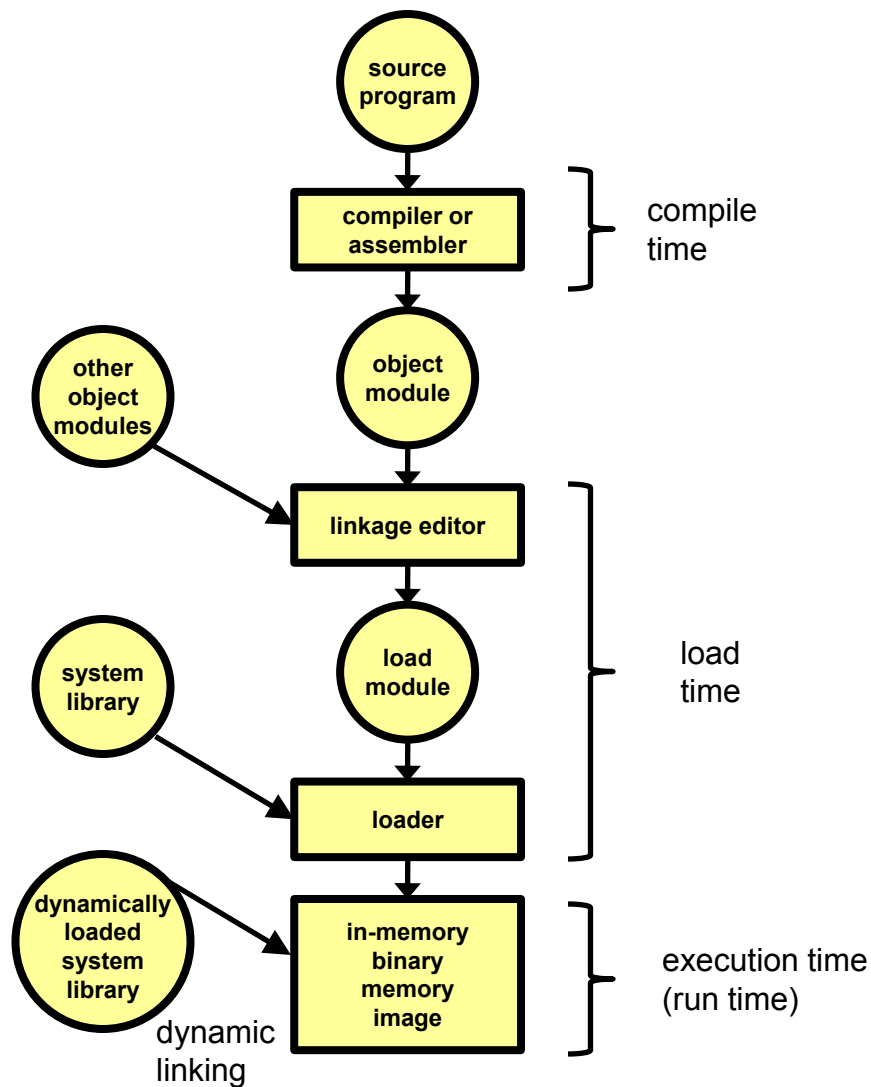 source
program
compiler or
assembler
compile
time
other
object
modules
object
module
linkage editor
system
library
load
module
load
time
loader
dynamically
loaded
system
library
in-memory
binary
memory
image
execution time
(run time)
dynamic
linking